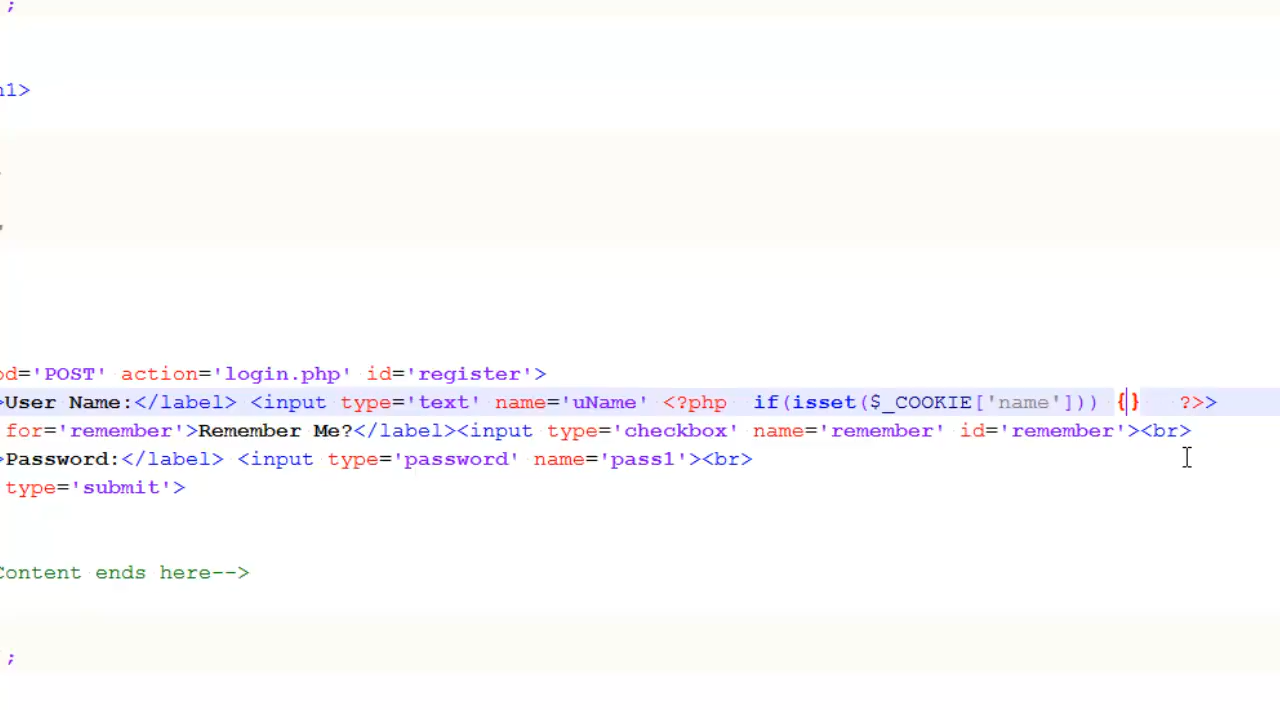 ;
h1>
od='POST' action='login.php' id='register'>
>User Name:</label> <input type='text' name='uName' <?php  if(isset($_COOKIE['name'])) {}   ?>>
for='remember'>Remember Me?</label><input type='checkbox' name='remember' id='remember'><br>
>Password:</label> <input type='password' name='pass1'><br>
type='submit'>
Content ends here-->
;